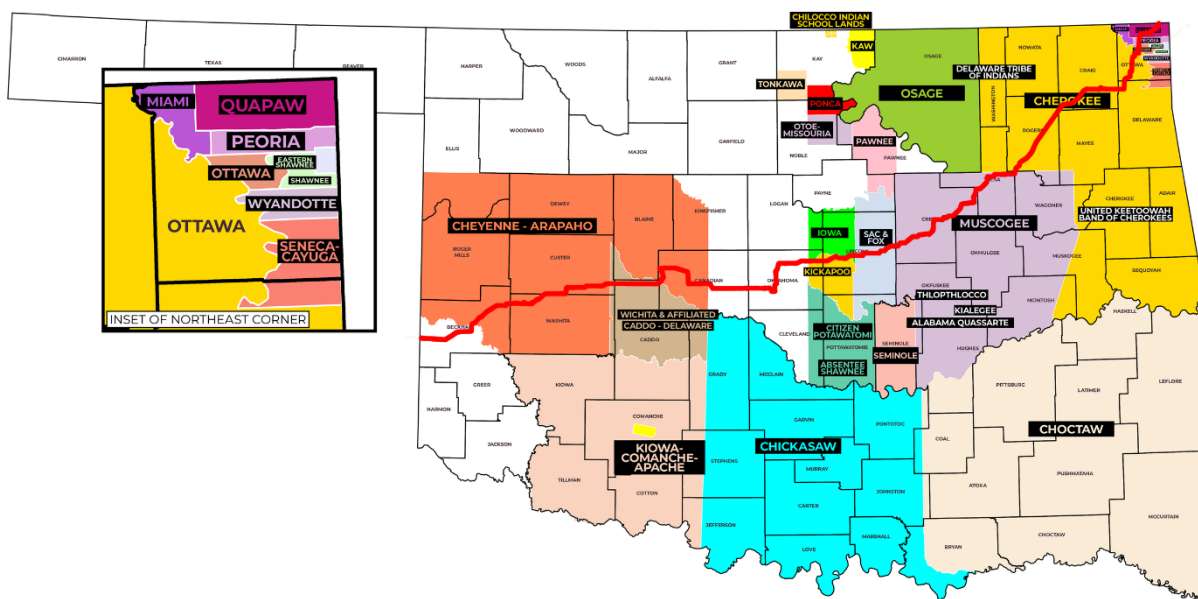 CHILOCCO INDIAN
SCHOOL LANDS
CIMARRON
TEXAS
BEAVER
HARPER
WOODS
ALFALFA
GRANT
KAY
KAW
OSAGE
NOWATA
CRAIG
OTTAWA
WYANDOTTE
DELAWARE TRIBE
OF INDIANS
TONKAWA
OSAGE
CHEROKEE
PONCA
WASHINGTON
ROGERS
MAYES
DELAWARE
OTOE-
MISSOURIA
PAWNEE
PAWNEE
NOBLE
GARFIELD
MAJOR
WOODWARD
ELLIS
MIAMI
QUAPAW
PEORIA
EASTERN
SHAWNEE
OTTAWA
SHAWNEE
WYANDOTTE
OTTAWA
SENECA-
CAYUGA
INSET OF NORTHEAST CORNER
DEWEY
BLAINE
KINGFISHER
LOGAN
PAYNE
CHEYENNE - ARAPAHO
IOWA
SAC &
FOX
LINCOLN
MUSCOGEE
WAGONER
CHEROKEE
ADAIR
UNITED KEETOOWAH
BAND OF CHEROKEES
ROGER
MILLS
CUSTER
CANADIAN
OKLAHOMA
KICKAPOO
OKMULGEE
MUSKOGEE
SEQUOYAH
OKFUSKEE
THLOPTHLOCCO
KIALEGEE
MCINTOSH
ALABAMA QUASSARTE
HASKELL
BECKHAM
WASHITA
WICHITA & AFFILIATED
CADDO - DELAWARE
CADDO
CLEVELAND
CITIZEN
POTAWATOMI
POTTAWATOMIE
ABSENTEE
SHAWNEE
SEMINOLE
SEMINOLE
HUGHES
GREER
KIOWA
GRADY
MCCLAIN
PITTSBURG
LATIMER
LEFLORE
HARMON
JACKSON
COMANCHE
GARVIN
PONTOTOC
COAL
CHOCTAW
KIOWA-
COMANCHE-
APACHE
CHICKASAW
STEPHENS
MURRAY
PUSHMATAHA
TILLMAN
COTTON
CARTER
JOHNSTON
ATOKA
MCCURTAIN
JEFFERSON
LOVE
MARSHALL
BRYAN
CHOCTAW